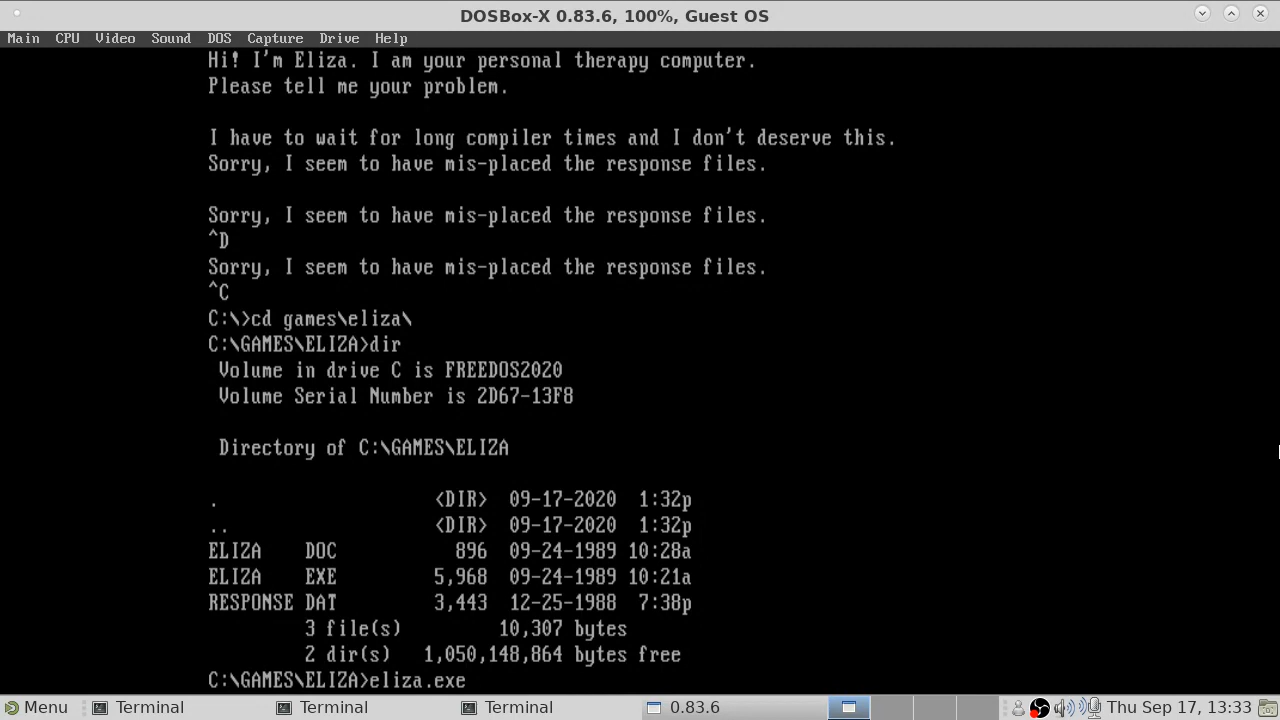 DOSBox-X 0.83.6, 100%, Guest OS
Main CPU Video Sound DOS Capture Drive Help
Hi! I'm Eliza. I am your personal therapy computer.
Please tell me your problem.
I have to wait for long compiler times and I don't deserve this.
Sorry, I seem to have mis-placed the response files.
Sorry, I seem to have mis-placed the response files.
^D
Sorry, I seem to have mis-placed the response files.
^C
C:\>cd games\eliza\
C:\GAMES\ELIZA>dir
Volume in drive C is FREEDOS2020
Volume Serial Number is 2D67-13F8
Directory of C:\GAMES\ELIZA
. <DIR> 09-17-2020 1:32p
.. <DIR> 09-17-2020 1:32p
ELIZA DOC 896 09-24-1989 10:28a
ELIZA EXE 5,968 09-24-1989 10:21a
RESPONSE DAT 3,443 12-25-1988 7:38p
3 file(s) 10,307 bytes
2 dir(s) 1,050,148,864 bytes free
C:\GAMES\ELIZA>eliza.exe
Menu Terminal Terminal Terminal 0.83.6 Thu Sep 17, 13:33